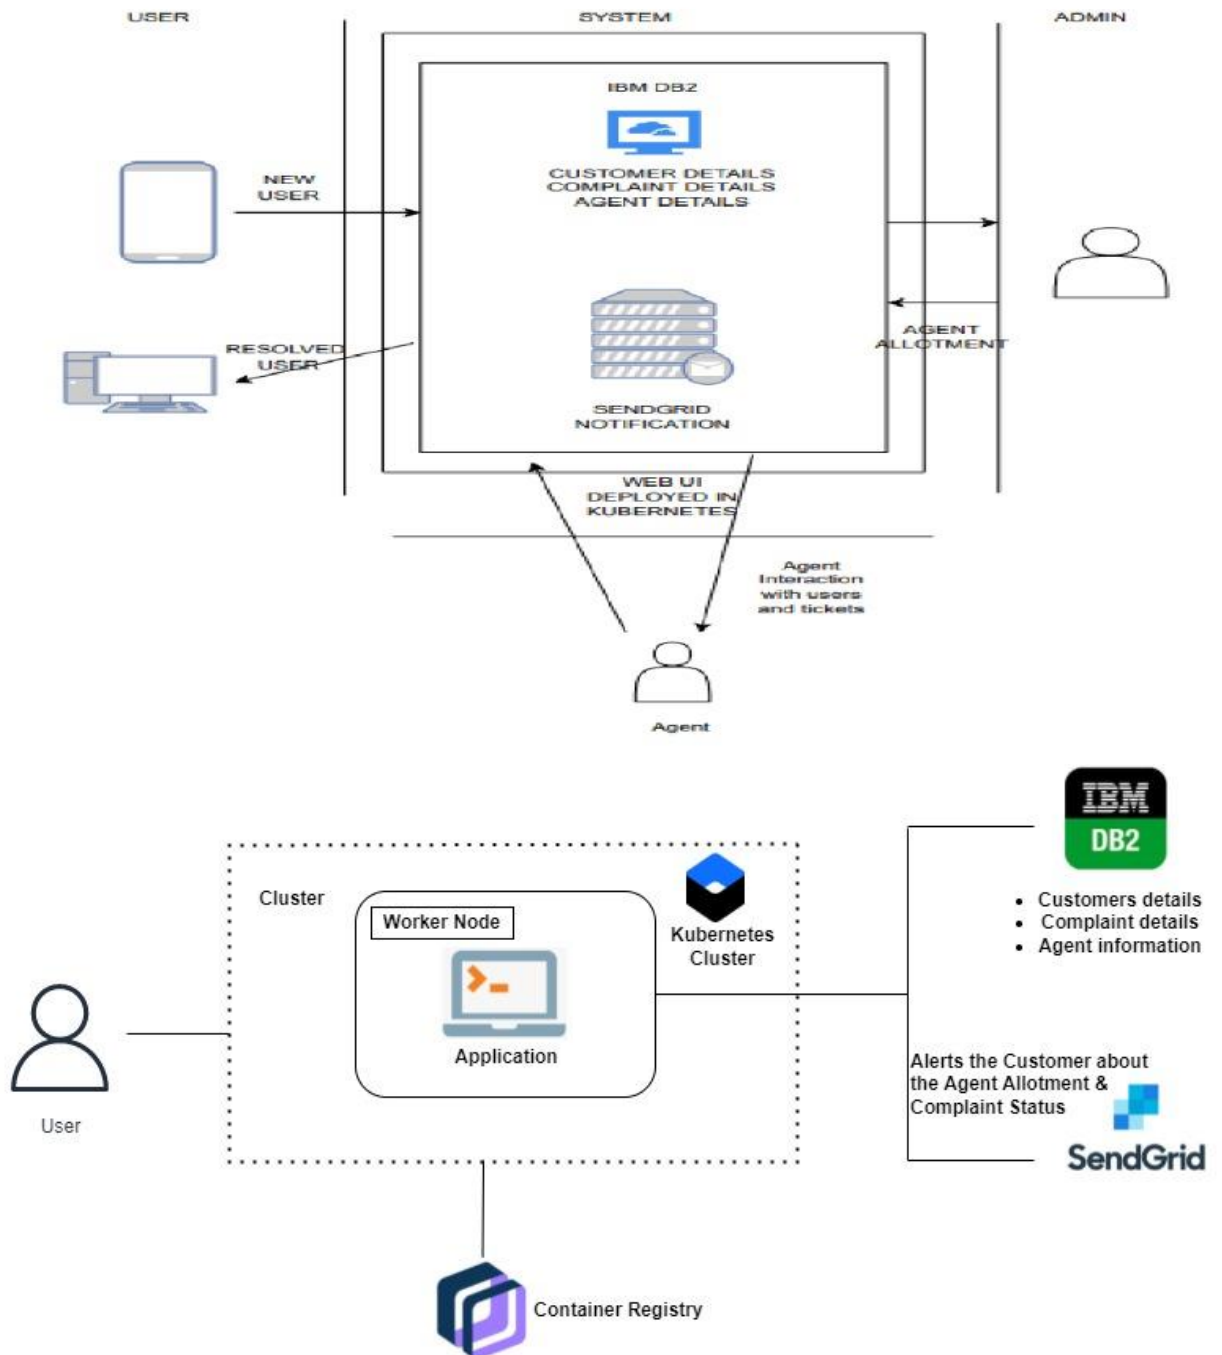 USER
SYSTEM
ADMIN
IBM DB2
CUSTOMER DETAILS
COMPLAINT DETAILS
AGENT DETAILS
NEW
USER
RESOLVED
USER
AGENT
ALLOTMENT
SENDGRID
NOTIFICATION
WEB UI
DEPLOYED IN
KUBERNETES
Agent
Interaction
with users
and tickets
Agent
IBM
DB2
Cluster
Worker Node
Kubernetes
Cluster
Application
• Customers details
• Complaint details
• Agent information
User
Alerts the Customer about
the Agent Allotment &
Complaint Status
SendGrid
Container Registry